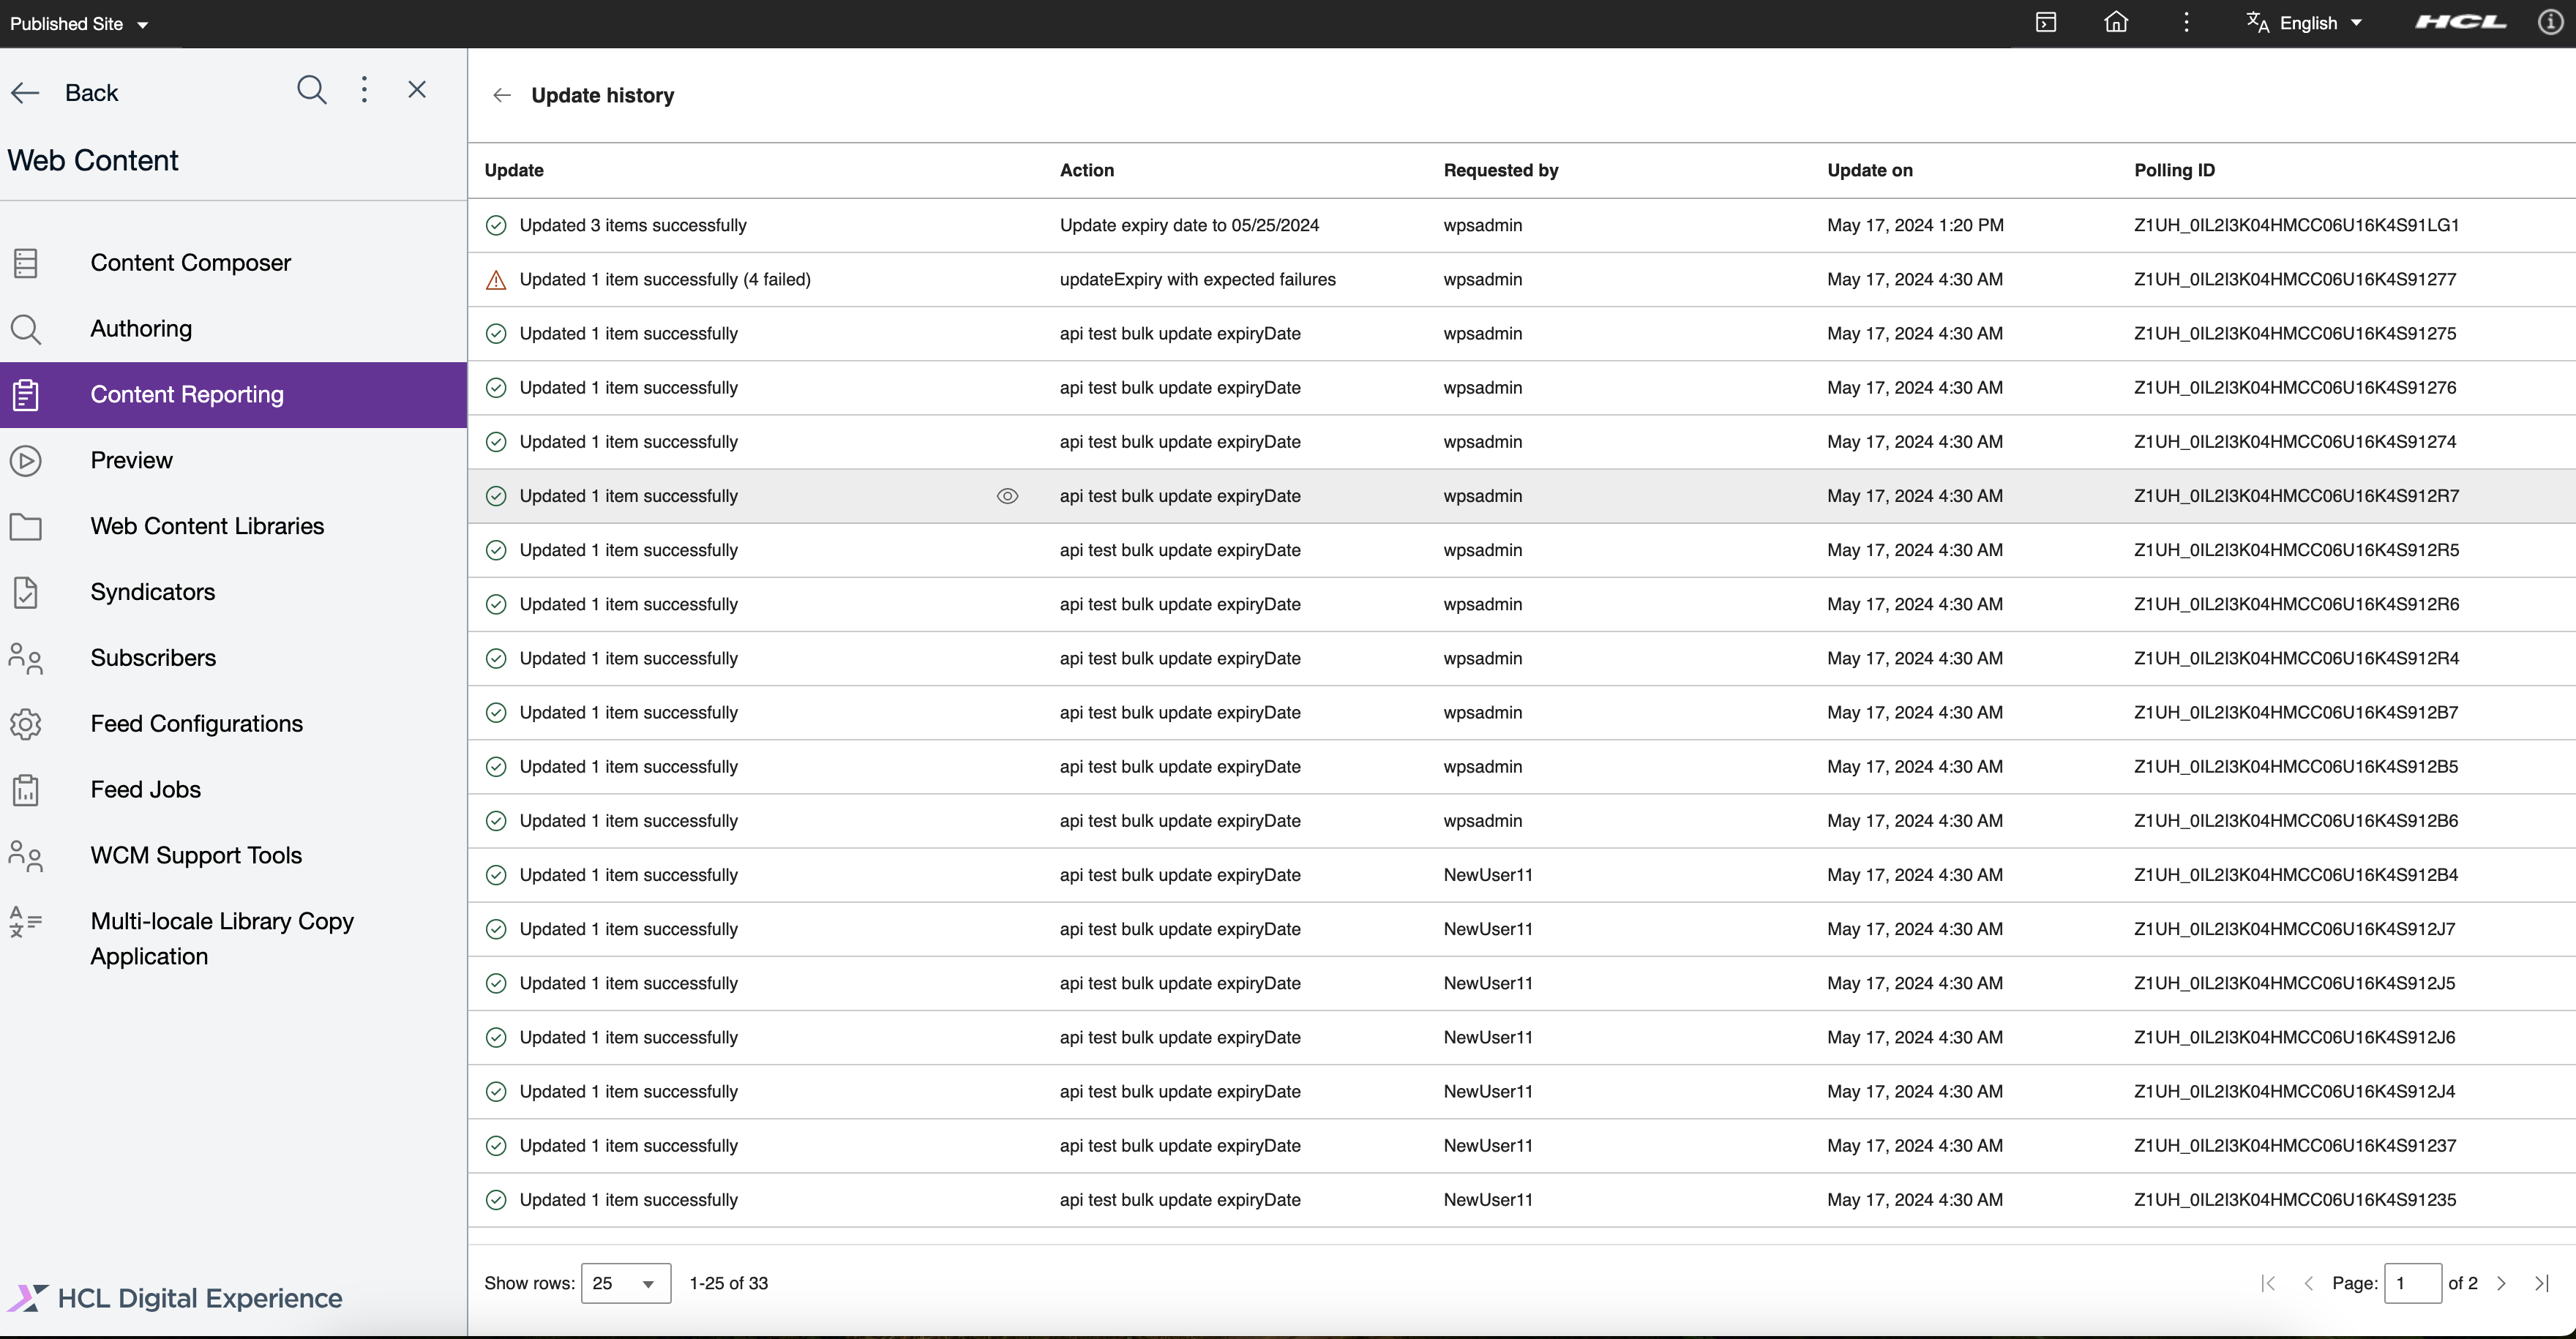 Published Site
English
HCL
Back
Web Content
Content Composer
Authoring
Content Reporting
Preview
Web Content Libraries
Syndicators
Subscribers
Feed Configurations
Feed Jobs
WCM Support Tools
Multi-locale Library Copy
Application
HCL Digital Experience
Update history
Update Action Requested by Update on Polling ID
Updated 3 items successfully Update expiry date to 05/25/2024 wpsadmin May 17, 2024 1:20 PM Z1UH_0IL2I3K04HMCC06U16K4S91LG1
Updated 1 item successfully (4 failed) updateExpiry with expected failures wpsadmin May 17, 2024 4:30 AM Z1UH_0IL2I3K04HMCC06U16K4S91277
Updated 1 item successfully api test bulk update expiryDate wpsadmin May 17, 2024 4:30 AM Z1UH_0IL2I3K04HMCC06U16K4S91275
Updated 1 item successfully api test bulk update expiryDate wpsadmin May 17, 2024 4:30 AM Z1UH_0IL2I3K04HMCC06U16K4S91276
Updated 1 item successfully api test bulk update expiryDate wpsadmin May 17, 2024 4:30 AM Z1UH_0IL2I3K04HMCC06U16K4S91274
Updated 1 item successfully api test bulk update expiryDate wpsadmin May 17, 2024 4:30 AM Z1UH_0IL2I3K04HMCC06U16K4S912R7
Updated 1 item successfully api test bulk update expiryDate wpsadmin May 17, 2024 4:30 AM Z1UH_0IL2I3K04HMCC06U16K4S912R5
Updated 1 item successfully api test bulk update expiryDate wpsadmin May 17, 2024 4:30 AM Z1UH_0IL2I3K04HMCC06U16K4S912R6
Updated 1 item successfully api test bulk update expiryDate wpsadmin May 17, 2024 4:30 AM Z1UH_0IL2I3K04HMCC06U16K4S912R4
Updated 1 item successfully api test bulk update expiryDate wpsadmin May 17, 2024 4:30 AM Z1UH_0IL2I3K04HMCC06U16K4S912B7
Updated 1 item successfully api test bulk update expiryDate wpsadmin May 17, 2024 4:30 AM Z1UH_0IL2I3K04HMCC06U16K4S912B5
Updated 1 item successfully api test bulk update expiryDate wpsadmin May 17, 2024 4:30 AM Z1UH_0IL2I3K04HMCC06U16K4S912B6
Updated 1 item successfully api test bulk update expiryDate NewUser11 May 17, 2024 4:30 AM Z1UH_0IL2I3K04HMCC06U16K4S912B4
Updated 1 item successfully api test bulk update expiryDate NewUser11 May 17, 2024 4:30 AM Z1UH_0IL2I3K04HMCC06U16K4S912J7
Updated 1 item successfully api test bulk update expiryDate NewUser11 May 17, 2024 4:30 AM Z1UH_0IL2I3K04HMCC06U16K4S912J5
Updated 1 item successfully api test bulk update expiryDate NewUser11 May 17, 2024 4:30 AM Z1UH_0IL2I3K04HMCC06U16K4S912J6
Updated 1 item successfully api test bulk update expiryDate NewUser11 May 17, 2024 4:30 AM Z1UH_0IL2I3K04HMCC06U16K4S912J4
Updated 1 item successfully api test bulk update expiryDate NewUser11 May 17, 2024 4:30 AM Z1UH_0IL2I3K04HMCC06U16K4S91237
Updated 1 item successfully api test bulk update expiryDate NewUser11 May 17, 2024 4:30 AM Z1UH_0IL2I3K04HMCC06U16K4S91235
Show rows: 25 1-25 of 33 Page: 1 of 2